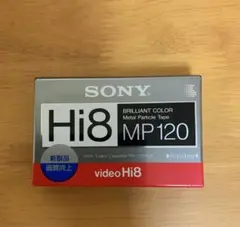 SONY
Hi8
BRILLIANT COLOR
Metal Particle Tape
MP120
新製品
画質向上
video Hi8